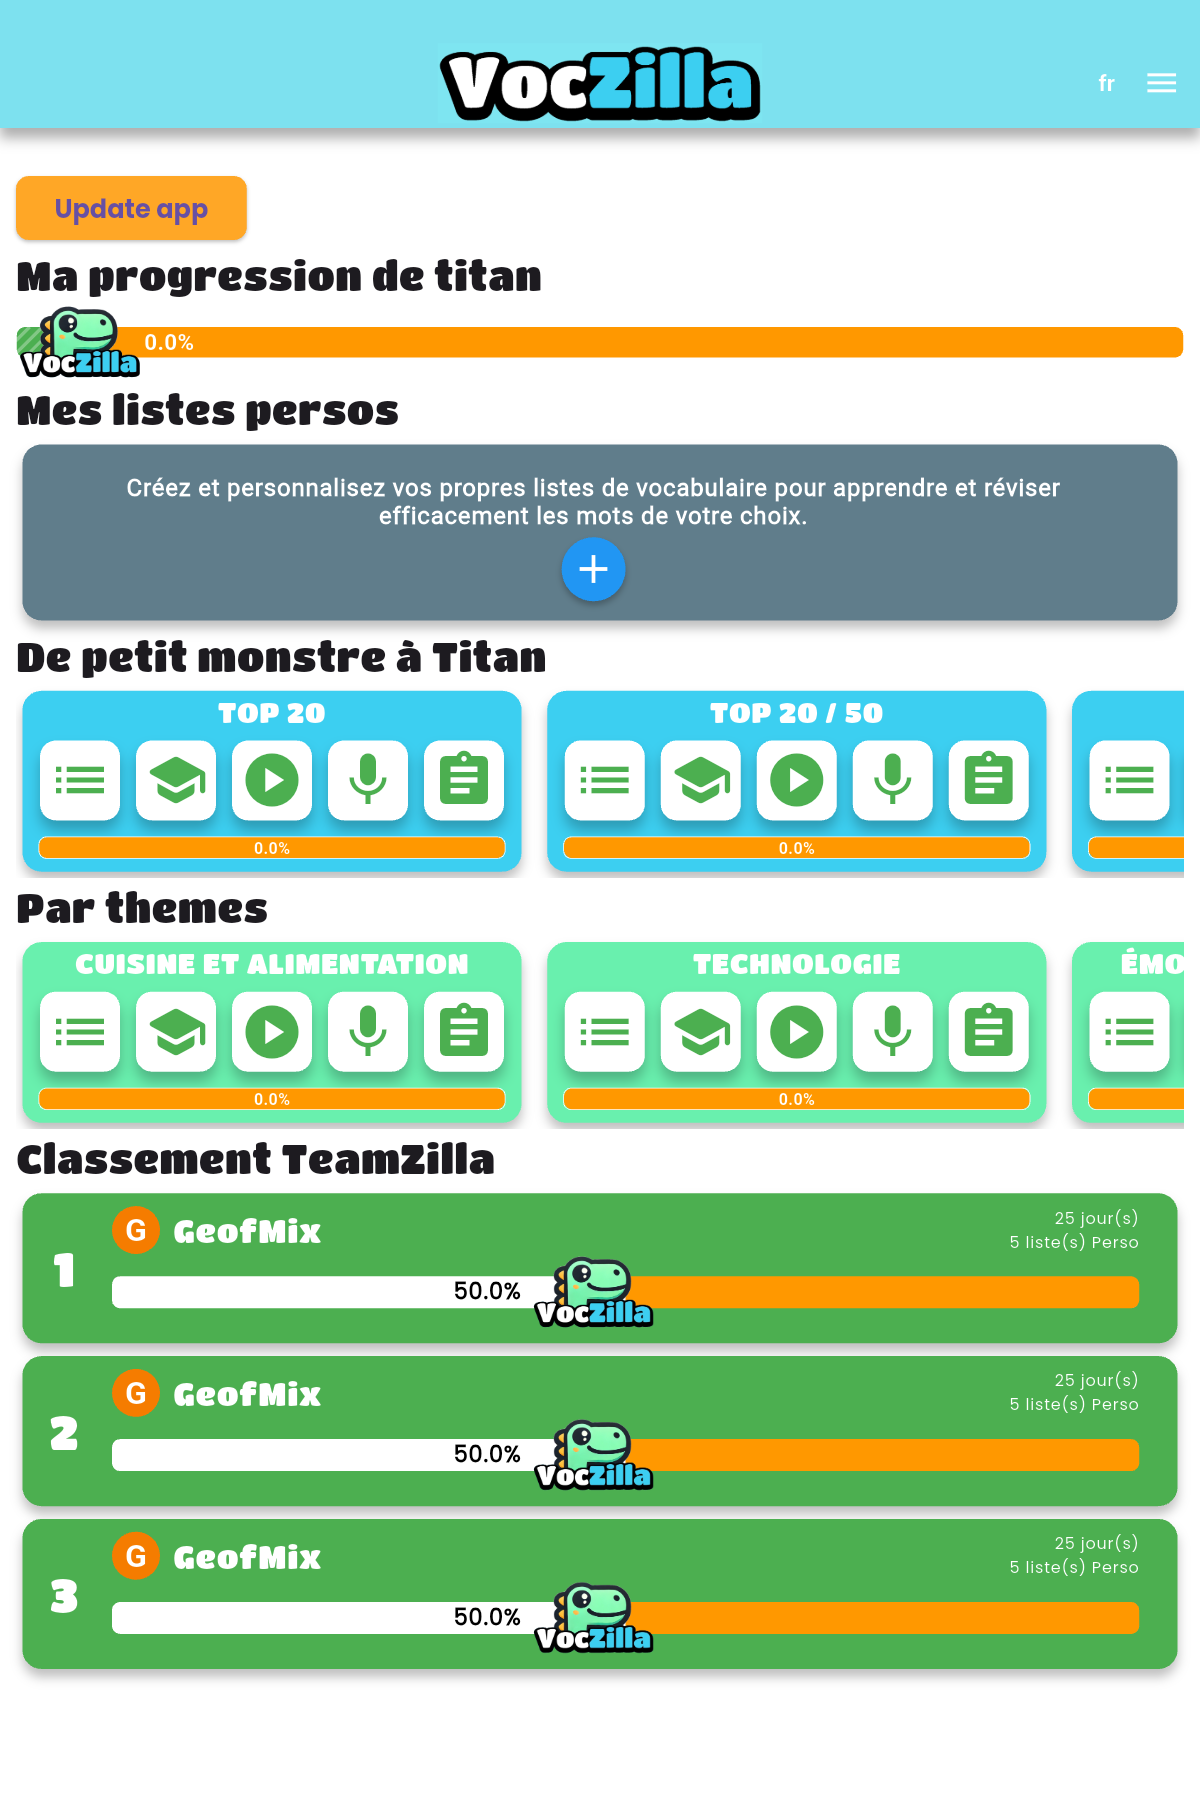 VocZilla
fr
Update app
Ma progression de titan
VocZilla
0.0%
Mes listes persos
Créez et personnalisez vos propres listes de vocabulaire pour apprendre et réviser
efficacement les mots de votre choix.
De petit monstre à Titan
TOP 20
TOP 20 / 50
0.0%
0.0%
Par themes
CUISINE ET ALIMENTATION
TECHNOLOGIE
ÉMO
0.0%
0.0%
Classement TeamZilla
1
G
GeofMix
25 jour(s)
5 liste(s) Perso
50.0%
VocZilla
2
G
GeofMix
25 jour(s)
5 liste(s) Perso
50.0%
VocZilla
3
G
GeofMix
25 jour(s)
5 liste(s) Perso
50.0%
VocZilla